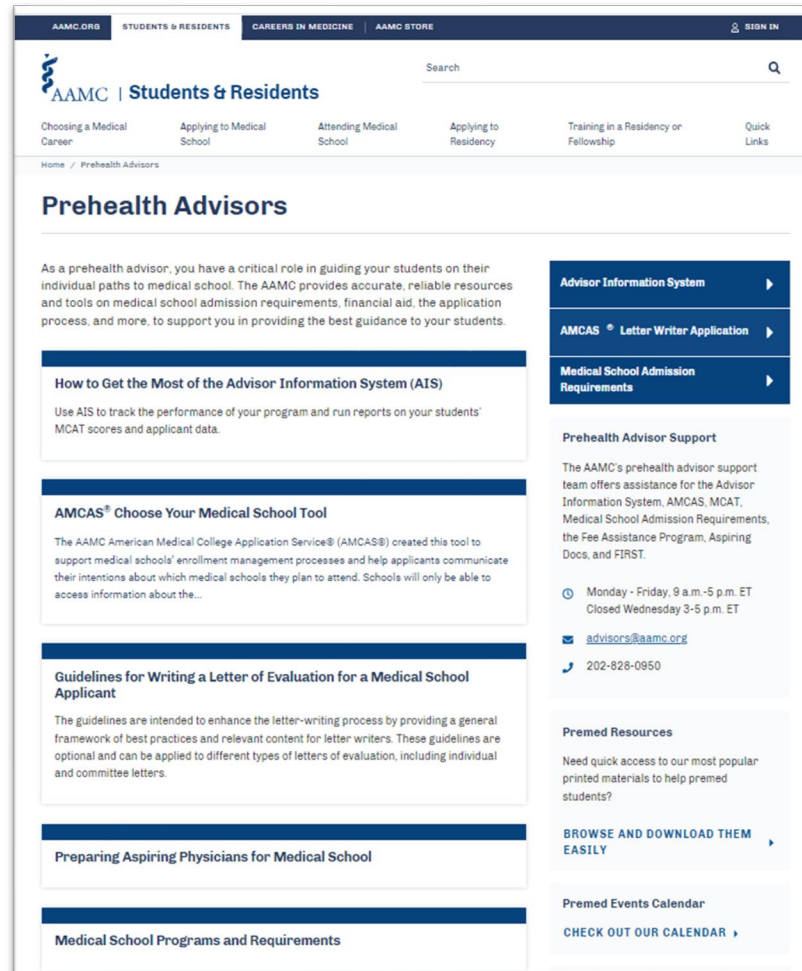 AAMC.ORG STUDENTS & RESIDENTS CAREERS IN MEDICINE AAMC STORE SIGN IN
Search
AAMC | Students & Residents
Choosing a Medical Career
Applying to Medical School
Attending Medical School
Applying to Residency
Training in a Residency or Fellowship
Quick Links
Home / Prehealth Advisors
Prehealth Advisors
As a prehealth advisor, you have a critical role in guiding your students on their
individual paths to medical school. The AAMC provides accurate, reliable resources
and tools on medical school admission requirements, financial aid, the application
process, and more, to support you in providing the best guidance to your students.
How to Get the Most of the Advisor Information System (AIS)
Use AIS to track the performance of your program and run reports on your students'
MCAT scores and applicant data.
AMCAS® Choose Your Medical School Tool
The AAMC American Medical College Application Service® (AMCAS®) created this tool to
support medical schools' enrollment management processes and help applicants communicate
their intentions about which medical schools they plan to attend. Schools will only be able to
access information about the...
Guidelines for Writing a Letter of Evaluation for a Medical School
Applicant
The guidelines are intended to enhance the letter-writing process by providing a general
framework of best practices and relevant content for letter writers. These guidelines are
optional and can be applied to different types of letters of evaluation, including individual
and committee letters.
Preparing Aspiring Physicians for Medical School
Medical School Programs and Requirements
Advisor Information System
AMCAS ® Letter Writer Application
Medical School Admission
Requirements
Prehealth Advisor Support
The AAMC's prehealth advisor support
team offers assistance for the Advisor
Information System, AMCAS, MCAT,
Medical School Admission Requirements,
the Fee Assistance Program, Aspiring
Docs, and FIRST.
Monday - Friday, 9 a.m.-5 p.m. ET
Closed Wednesday 3-5 p.m. ET
advisors@aamc.org
202-828-0950
Premed Resources
Need quick access to our most popular
printed materials to help premed
students?
BROWSE AND DOWNLOAD THEM
EASILY
Premed Events Calendar
CHECK OUT OUR CALENDAR